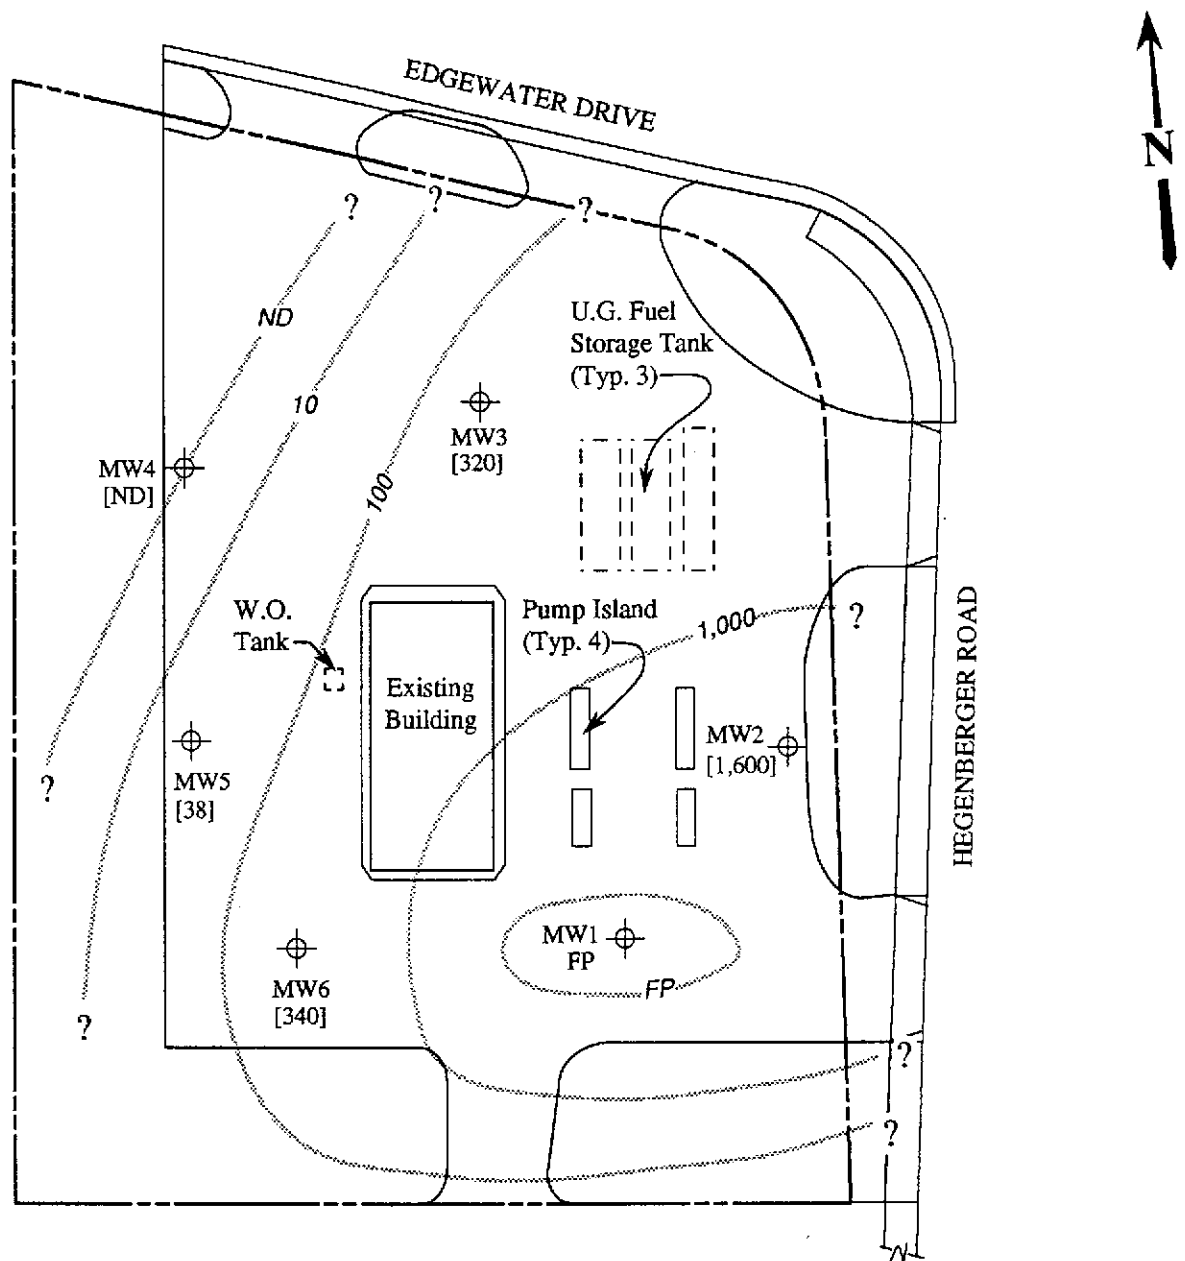 EDGEWATER DRIVE
N
?
?
?
ND
U.G. Fuel
Storage Tank
(Typ. 3)
10
MW3
[320]
MW4
[ND]
100
W.O.
Tank
Pump Island
(Typ. 4)
1,000
?
Existing
Building
MW2
[1,600]
HEGENBERGER ROAD
?
MW5
[38]
MW1
FP
FP
MW6
[340]
?
?
?